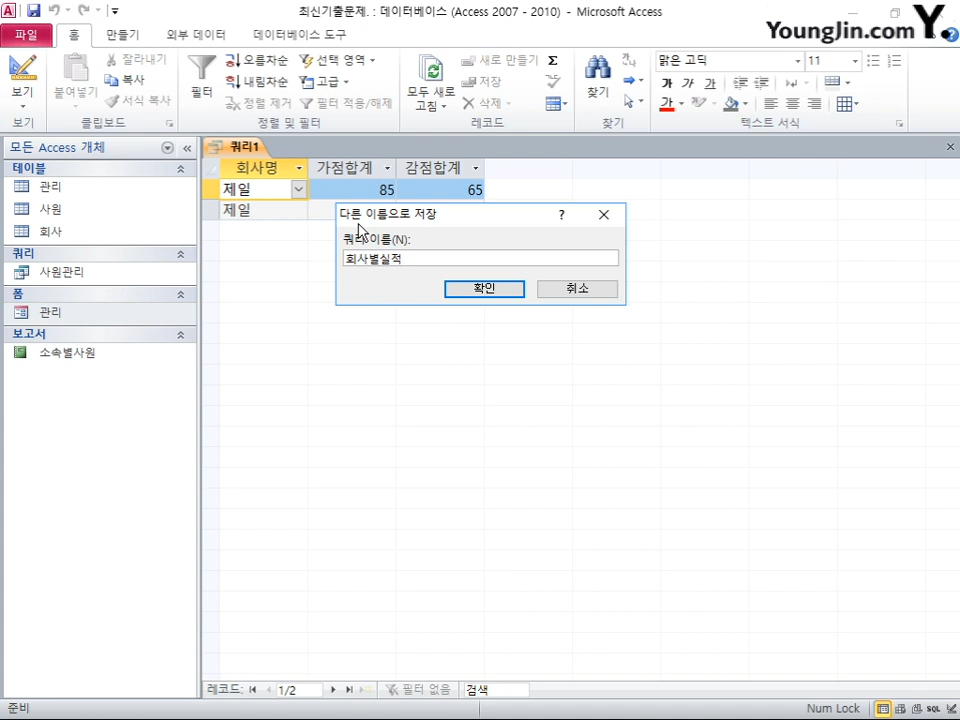 최신기출문제. : 데이터베이스 (Access 2007 - 2010) - Microsoft Access
YoungJin.com Y
파일 홈 만들기 외부 데이터 데이터베이스 도구
보기
붙여넣기
잘라내기
복사
서식 복사
필터
오름차순
내림차순
정렬 제거
선택 영역
고급
필터 적용/해제
모두 새로
고침
새로 만들기
저장
삭제
찾기
맑은 고딕 11
가 가 가
가
보기 클립보드 정렬 및 필터 레코드 찾기 텍스트 서식
모든 Access 개체
테이블
관리
사원
회사
쿼리
사원관리
폼
관리
보고서
소속별사원
쿼리1
회사명 가점합계 감점합계
제일 85 65
제일
다른 이름으로 저장
쿼리 이름(N):
회사별실적
확인 취소
레코드: 1/2 필터 없음 검색
준비 Num Lock SQL